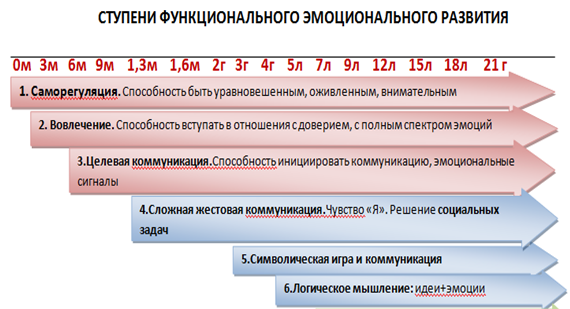 СТУПЕНИ ФУНКЦИОНАЛЬНОГО ЭМОЦИОНАЛЬНОГО РАЗВИТИЯ
0м 3м 6м 9м 1,3м 1,6м 2г 3г 4г 5л 7л 9л 12л 15л 18л 21 г
1. Саморегуляция. Способность быть уравновешенным, оживленным, внимательным
2. Вовлечение. Способность вступать в отношения с доверием, с полным спектром эмоций
3.Целевая коммуникация.Способность инициировать коммуникацию, эмоциональные
сигналы
4.Сложная жестовая коммуникация.Чувство «Я». Решение социальных
задач
5.Символическая игра и коммуникация
6.Логическое мышление: идеи+эмоции